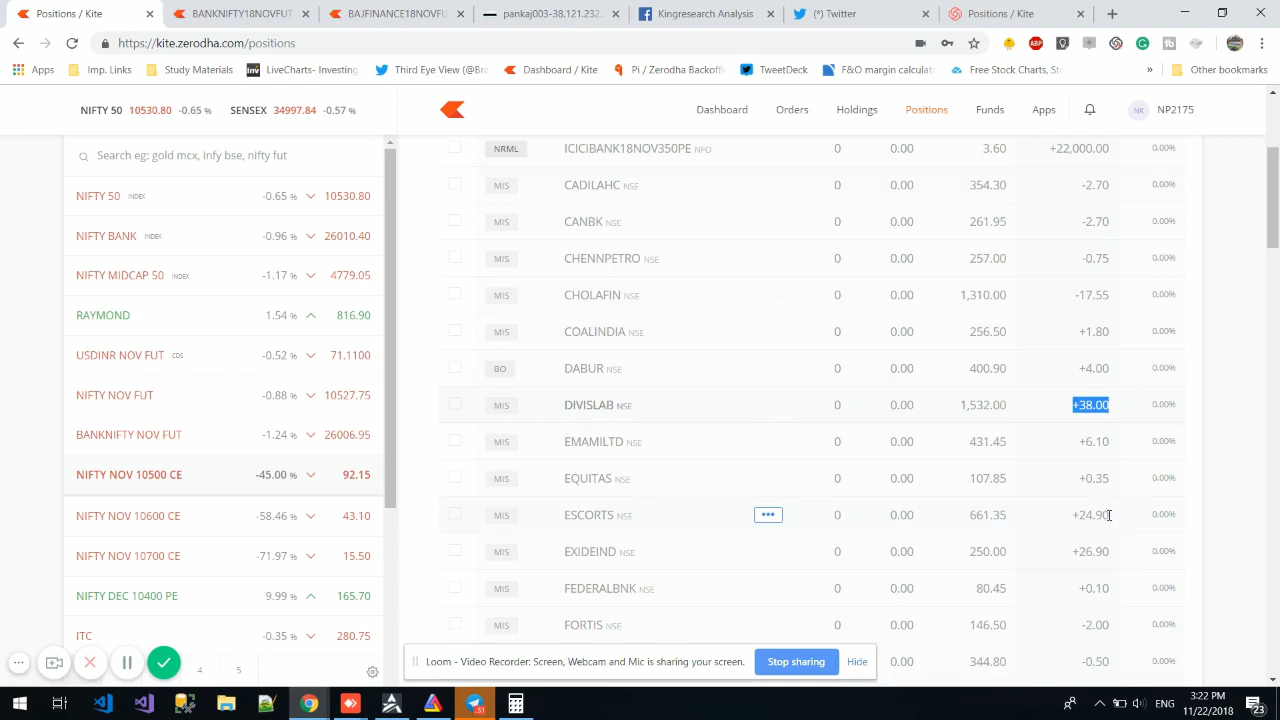 Positions / Kite
BANKNIFTY18NOVFUT
BAJFINANCE18NOVFU
pankaj003-38.121.232.
Kingresearch Analysis
(*) Twitter
Positions / Kite
https://kite.zerodha.com/positions
Apps
Imp. Links
Study Materials
LiveCharts, Investing
Third Eye View (@Bra
Dashboard / Kite
Pi / Zerodha Backoffi
TweetDeck
F&O margin calculat
Free Stock Charts, Sto
»
Other bookmarks
NIFTY 50 10530.80 -0.65 %
SENSEX 34997.84 -0.57 %
Dashboard
Orders
Holdings
Positions
Funds
Apps
NK
NP2175
Search eg: gold mcx, infy bse, nifty fut
NIFTY 50 INDEX -0.65 % 10530.80
NIFTY BANK INDEX -0.96 % 26010.40
NIFTY MIDCAP 50 INDEX -1.17 % 4779.05
RAYMOND 1.54 % 816.90
USDINR NOV FUT CDS -0.52 % 71.1100
NIFTY NOV FUT -0.88 % 10527.75
BANKNIFTY NOV FUT -1.24 % 26006.95
NIFTY NOV 10500 CE -45.00 % 92.15
NIFTY NOV 10600 CE -58.46 % 43.10
NIFTY NOV 10700 CE -71.97 % 15.50
NIFTY DEC 10400 PE 9.99 % 165.70
ITC -0.35 % 280.75
4 5
NRML ICICIBANK18NOV350PE NFO 0 0.00 3.60 +22,000.00 0.00%
MIS CADILAHC NSE 0 0.00 354.30 -2.70 0.00%
MIS CANBK NSE 0 0.00 261.95 -2.70 0.00%
MIS CHENNPETRO NSE 0 0.00 257.00 -0.75 0.00%
MIS CHOLAFIN NSE 0 0.00 1,310.00 -17.55 0.00%
MIS COALINDIA NSE 0 0.00 256.50 +1.80 0.00%
BO DABUR NSE 0 0.00 400.90 +4.00 0.00%
MIS DIVISLAB NSE 0 0.00 1,532.00 +38.00 0.00%
MIS EMAMILTD NSE 0 0.00 431.45 +6.10 0.00%
MIS EQUITAS NSE 0 0.00 107.85 +0.35 0.00%
MIS ESCORTS NSE ••• 0 0.00 661.35 +24.90 0.00%
MIS EXIDEIND NSE 0 0.00 250.00 +26.90 0.00%
MIS FEDERALBNK NSE 0 0.00 80.45 +0.10 0.00%
MIS FORTIS NSE 0 0.00 146.50 -2.00 0.00%
0.00 344.80 -0.50 0.00%
Loom - Video Recorder: Screen, Webcam and Mic is sharing your screen.
Stop sharing
Hide
51
ENG
3:22 PM
11/22/2018
23